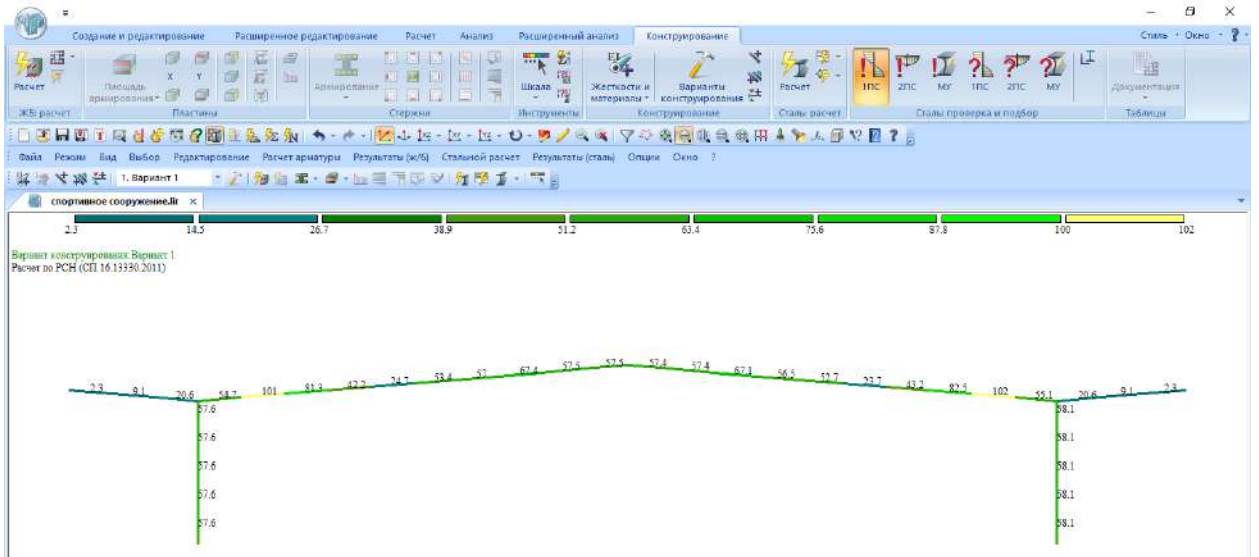 Создание и редактирование Расширенное редактирование Расчет Анализ Расширенный анализ Конструирование Стиль Окно ?
Расчет Площадь армирования X Y Армирование Шкала Жесткости и материалы Варианты конструирования Расчет 1ПС 2ПС МУ 1ПС 2ПС МУ Документация
ЖБ: расчет Пластины Стержни Инструменты Конструирование Сталь: расчет Сталь: проверка и подбор Таблицы
Файл Режим Вид Выбор Редактирование Расчет арматуры Результаты (ж/б) Стальной расчет Результаты (сталь) Опции Окно ?
1. Вариант 1
спортивное сооружение.lir ×
2.3 14.5 26.7 38.9 51.2 63.4 75.6 87.8 100 102
Вариант конструирования:Вариант 1
Расчет по РСН (СП 16.13330.2011)
2.3 9.1 20.6 101 81.3 42.2 24.7 53.4 57 67.4 57.5 57.5 57.4 57.4 67.1 56.5 52.7 23.7 43.2 82.5 102 55.1 20.6 9.1 2.3
57.6 58.1
57.6 58.1
57.6 58.1
57.6 58.1
57.6 58.1